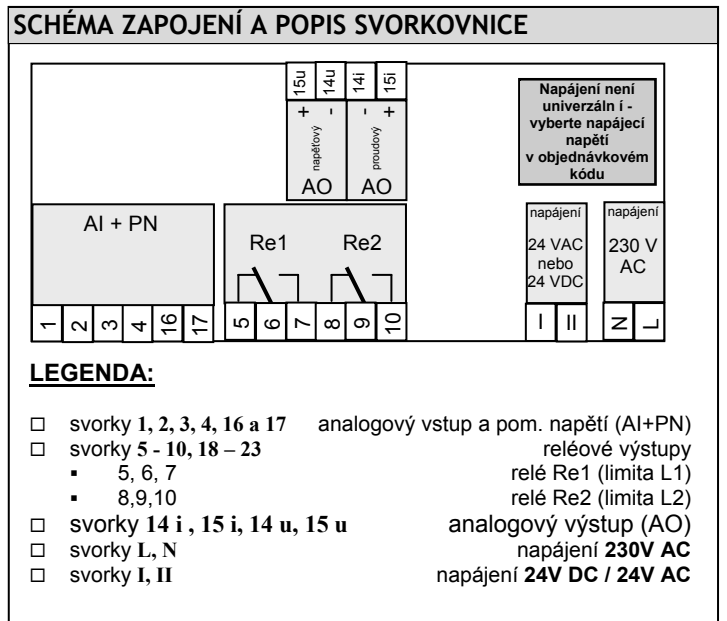 SCHÉMA ZAPOJENÍ A POPIS SVORKOVNICE
15u 14u 14i 15i
+ - - +
napěťový proudový
AO AO
Napájení není
univerzáln í -
vyberte napájecí
napětí
v objednávkovém
kódu
AI + PN
Re1 Re2
napájení
24 VAC
nebo
24 VDC
napájení
230 V
AC
1 2 3 4 16 17 5 6 7 8 9 10 I II N L
LEGENDA:
□ svorky 1, 2, 3, 4, 16 a 17 analogový vstup a pom. napětí (AI+PN)
□ svorky 5 - 10, 18 – 23 reléové výstupy
▪ 5, 6, 7 relé Re1 (limita L1)
▪ 8,9,10 relé Re2 (limita L2)
□ svorky 14 i , 15 i, 14 u, 15 u analogový výstup (AO)
□ svorky L, N napájení 230V AC
□ svorky I, II napájení 24V DC / 24V AC